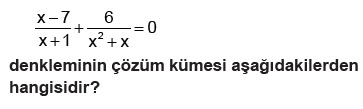 (x−7)/(x+1) + 6/(x²+x) = 0
denkleminin çözüm kümesi aşağıdakilerden
hangisidir?